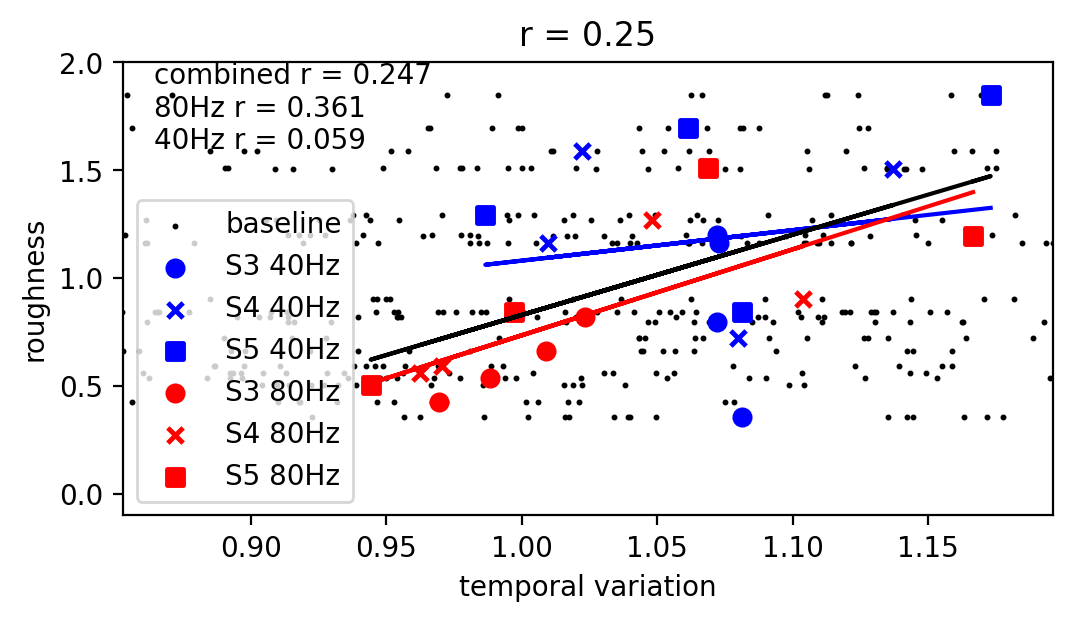 r = 0.25
combined r = 0.247
80Hz r = 0.361
40Hz r = 0.059
baseline
S3 40Hz
S4 40Hz
S5 40Hz
S3 80Hz
S4 80Hz
S5 80Hz
roughness
2.0
1.5
1.0
0.5
0.0
0.90 0.95 1.00 1.05 1.10 1.15
temporal variation